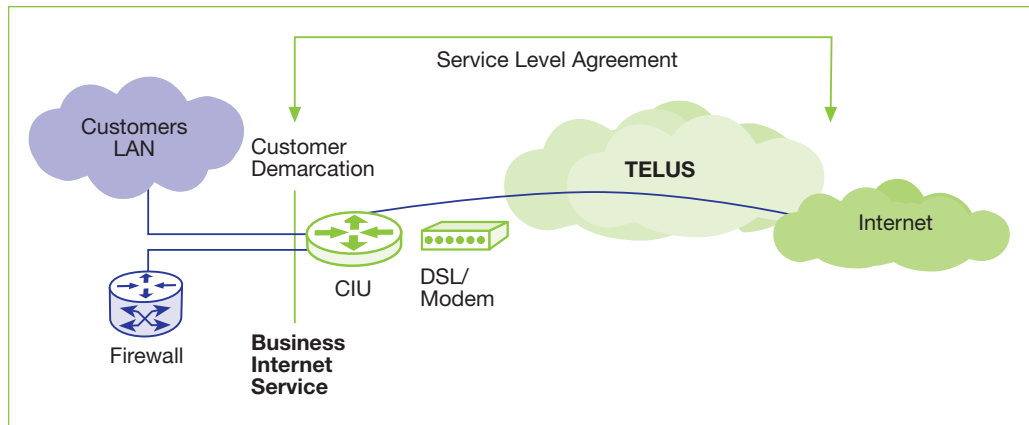 Service Level Agreement
Customers
LAN
Customer
Demarcation
TELUS
Internet
CIU
DSL/
Modem
Firewall
Business
Internet
Service